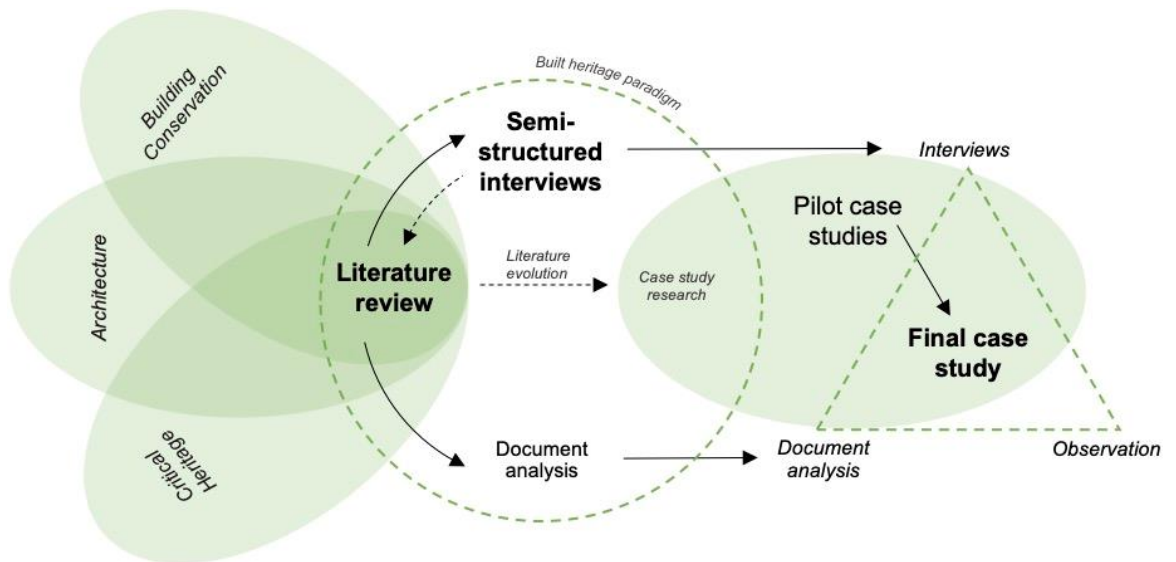 Building
Conservation
Architecture
Critical
Heritage
Built heritage paradigm
Semi-
structured
interviews
Literature
review
Literature
evolution
Case study
research
Document
analysis
Interviews
Pilot case
studies
Final case
study
Document
analysis
Observation